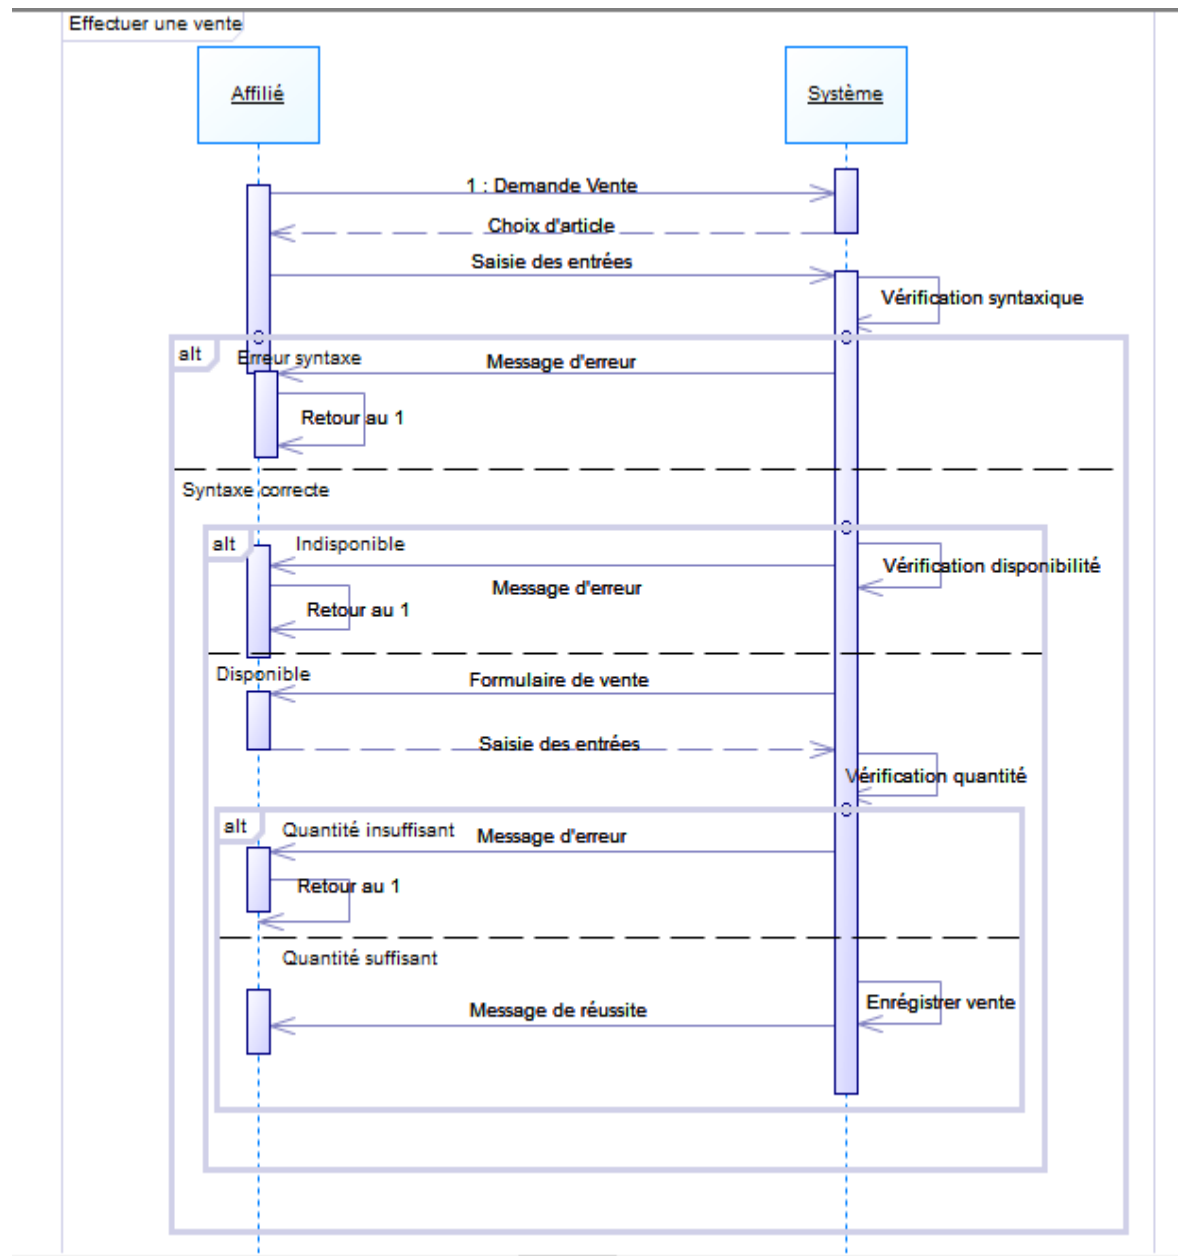 Effectuer une vente
Affilié
Système
1 : Demande Vente
Choix d'article
Saisie des entrées
Vérification syntaxique
alt
Erreur syntaxe
Message d'erreur
Retour au 1
Syntaxe correcte
alt
Indisponible
Vérification disponibilité
Message d'erreur
Retour au 1
Disponible
Formulaire de vente
Saisie des entrées
Vérification quantité
alt
Quantité insuffisant
Message d'erreur
Retour au 1
Quantité suffisant
Enrégistrer vente
Message de réussite